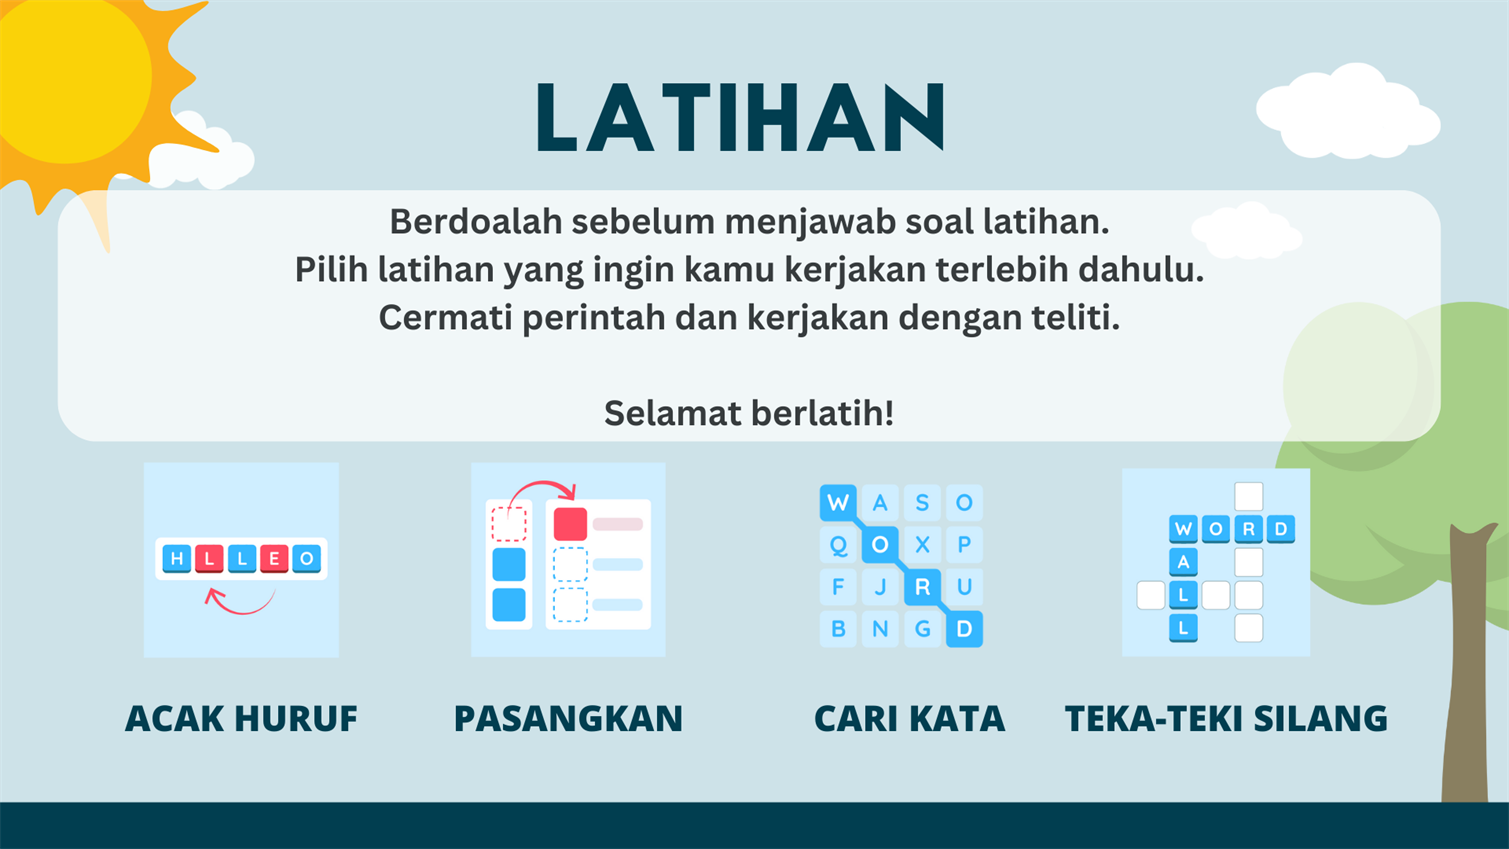 LATIHAN
Berdoalah sebelum menjawab soal latihan.
Pilih latihan yang ingin kamu kerjakan terlebih dahulu.
Cermati perintah dan kerjakan dengan teliti.
Selamat berlatih!
H L L E O
W A S O
Q O X P
F J R U
B N G D
W O R D
A
L
L
ACAK HURUF
PASANGKAN
CARI KATA
TEKA-TEKI SILANG